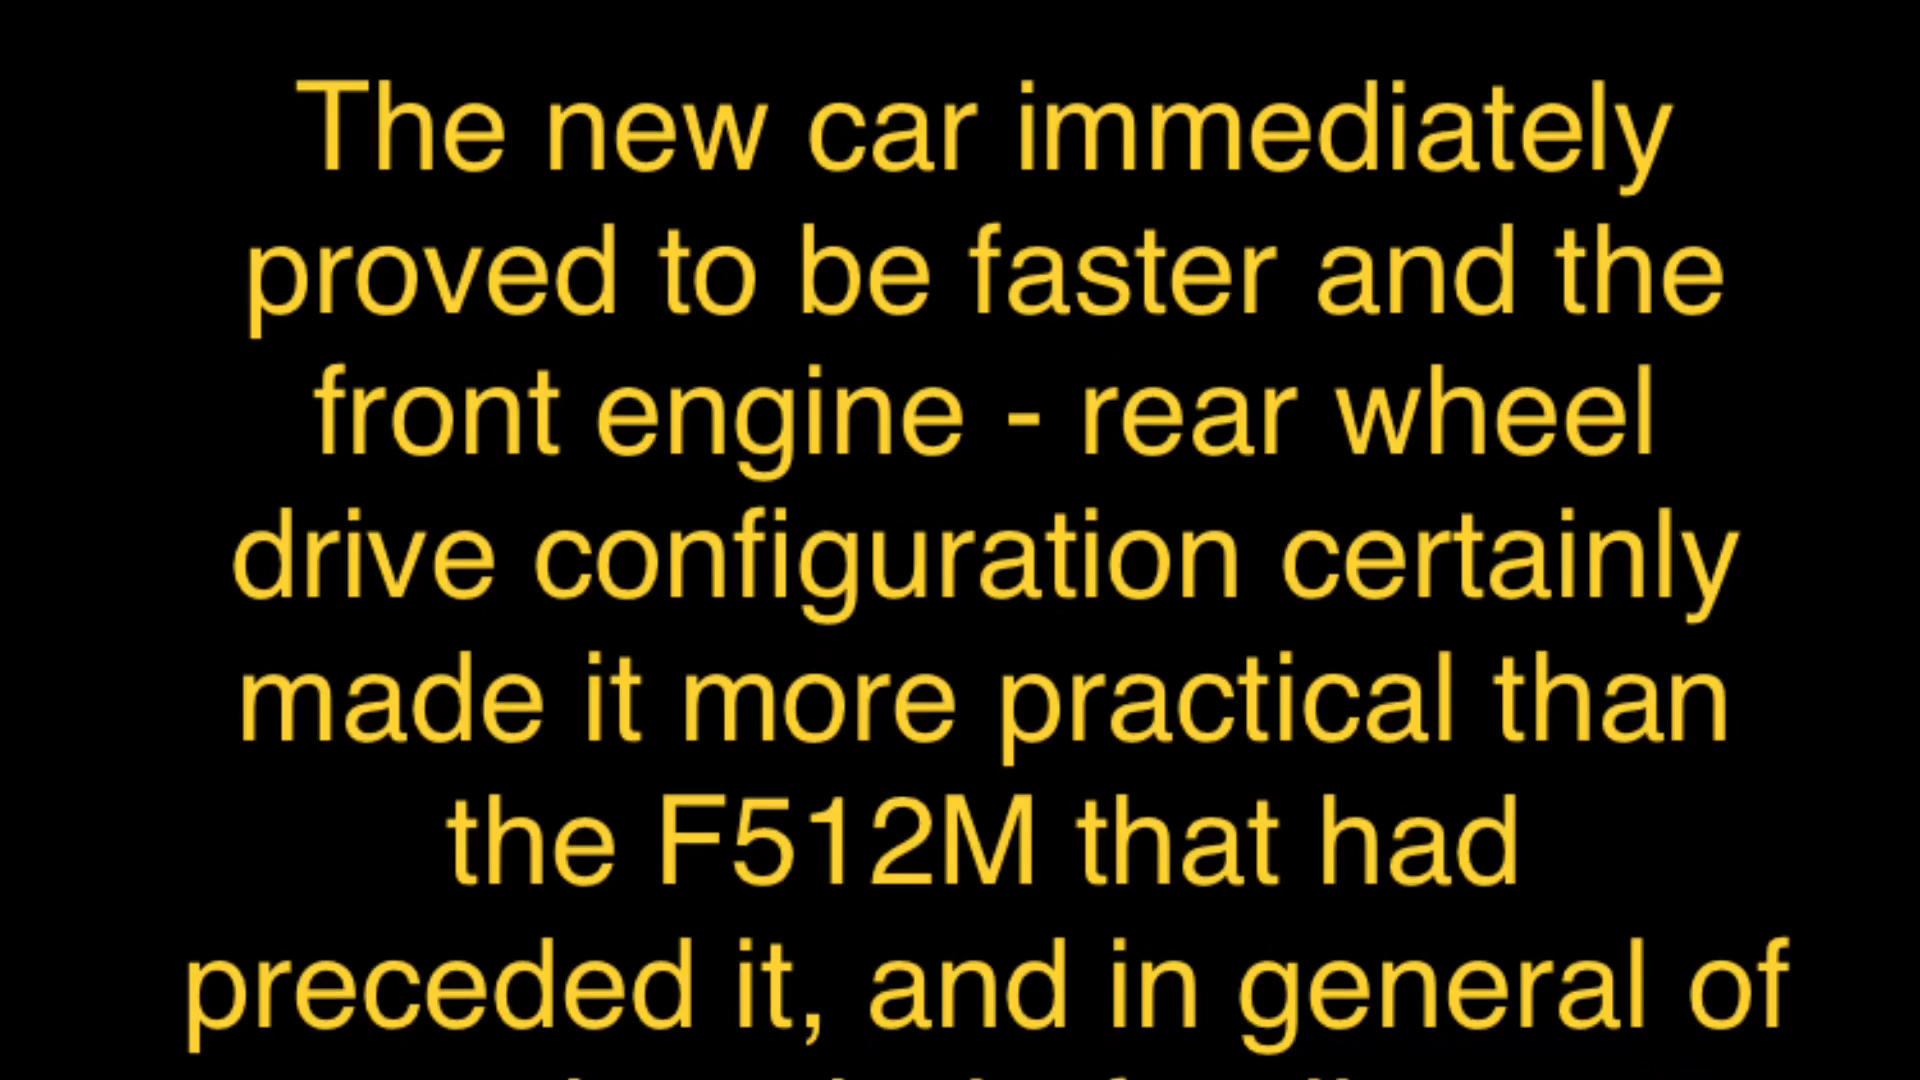 The new car immediately
proved to be faster and the
front engine - rear wheel
drive configuration certainly
made it more practical than
the F512M that had
preceded it, and in general of